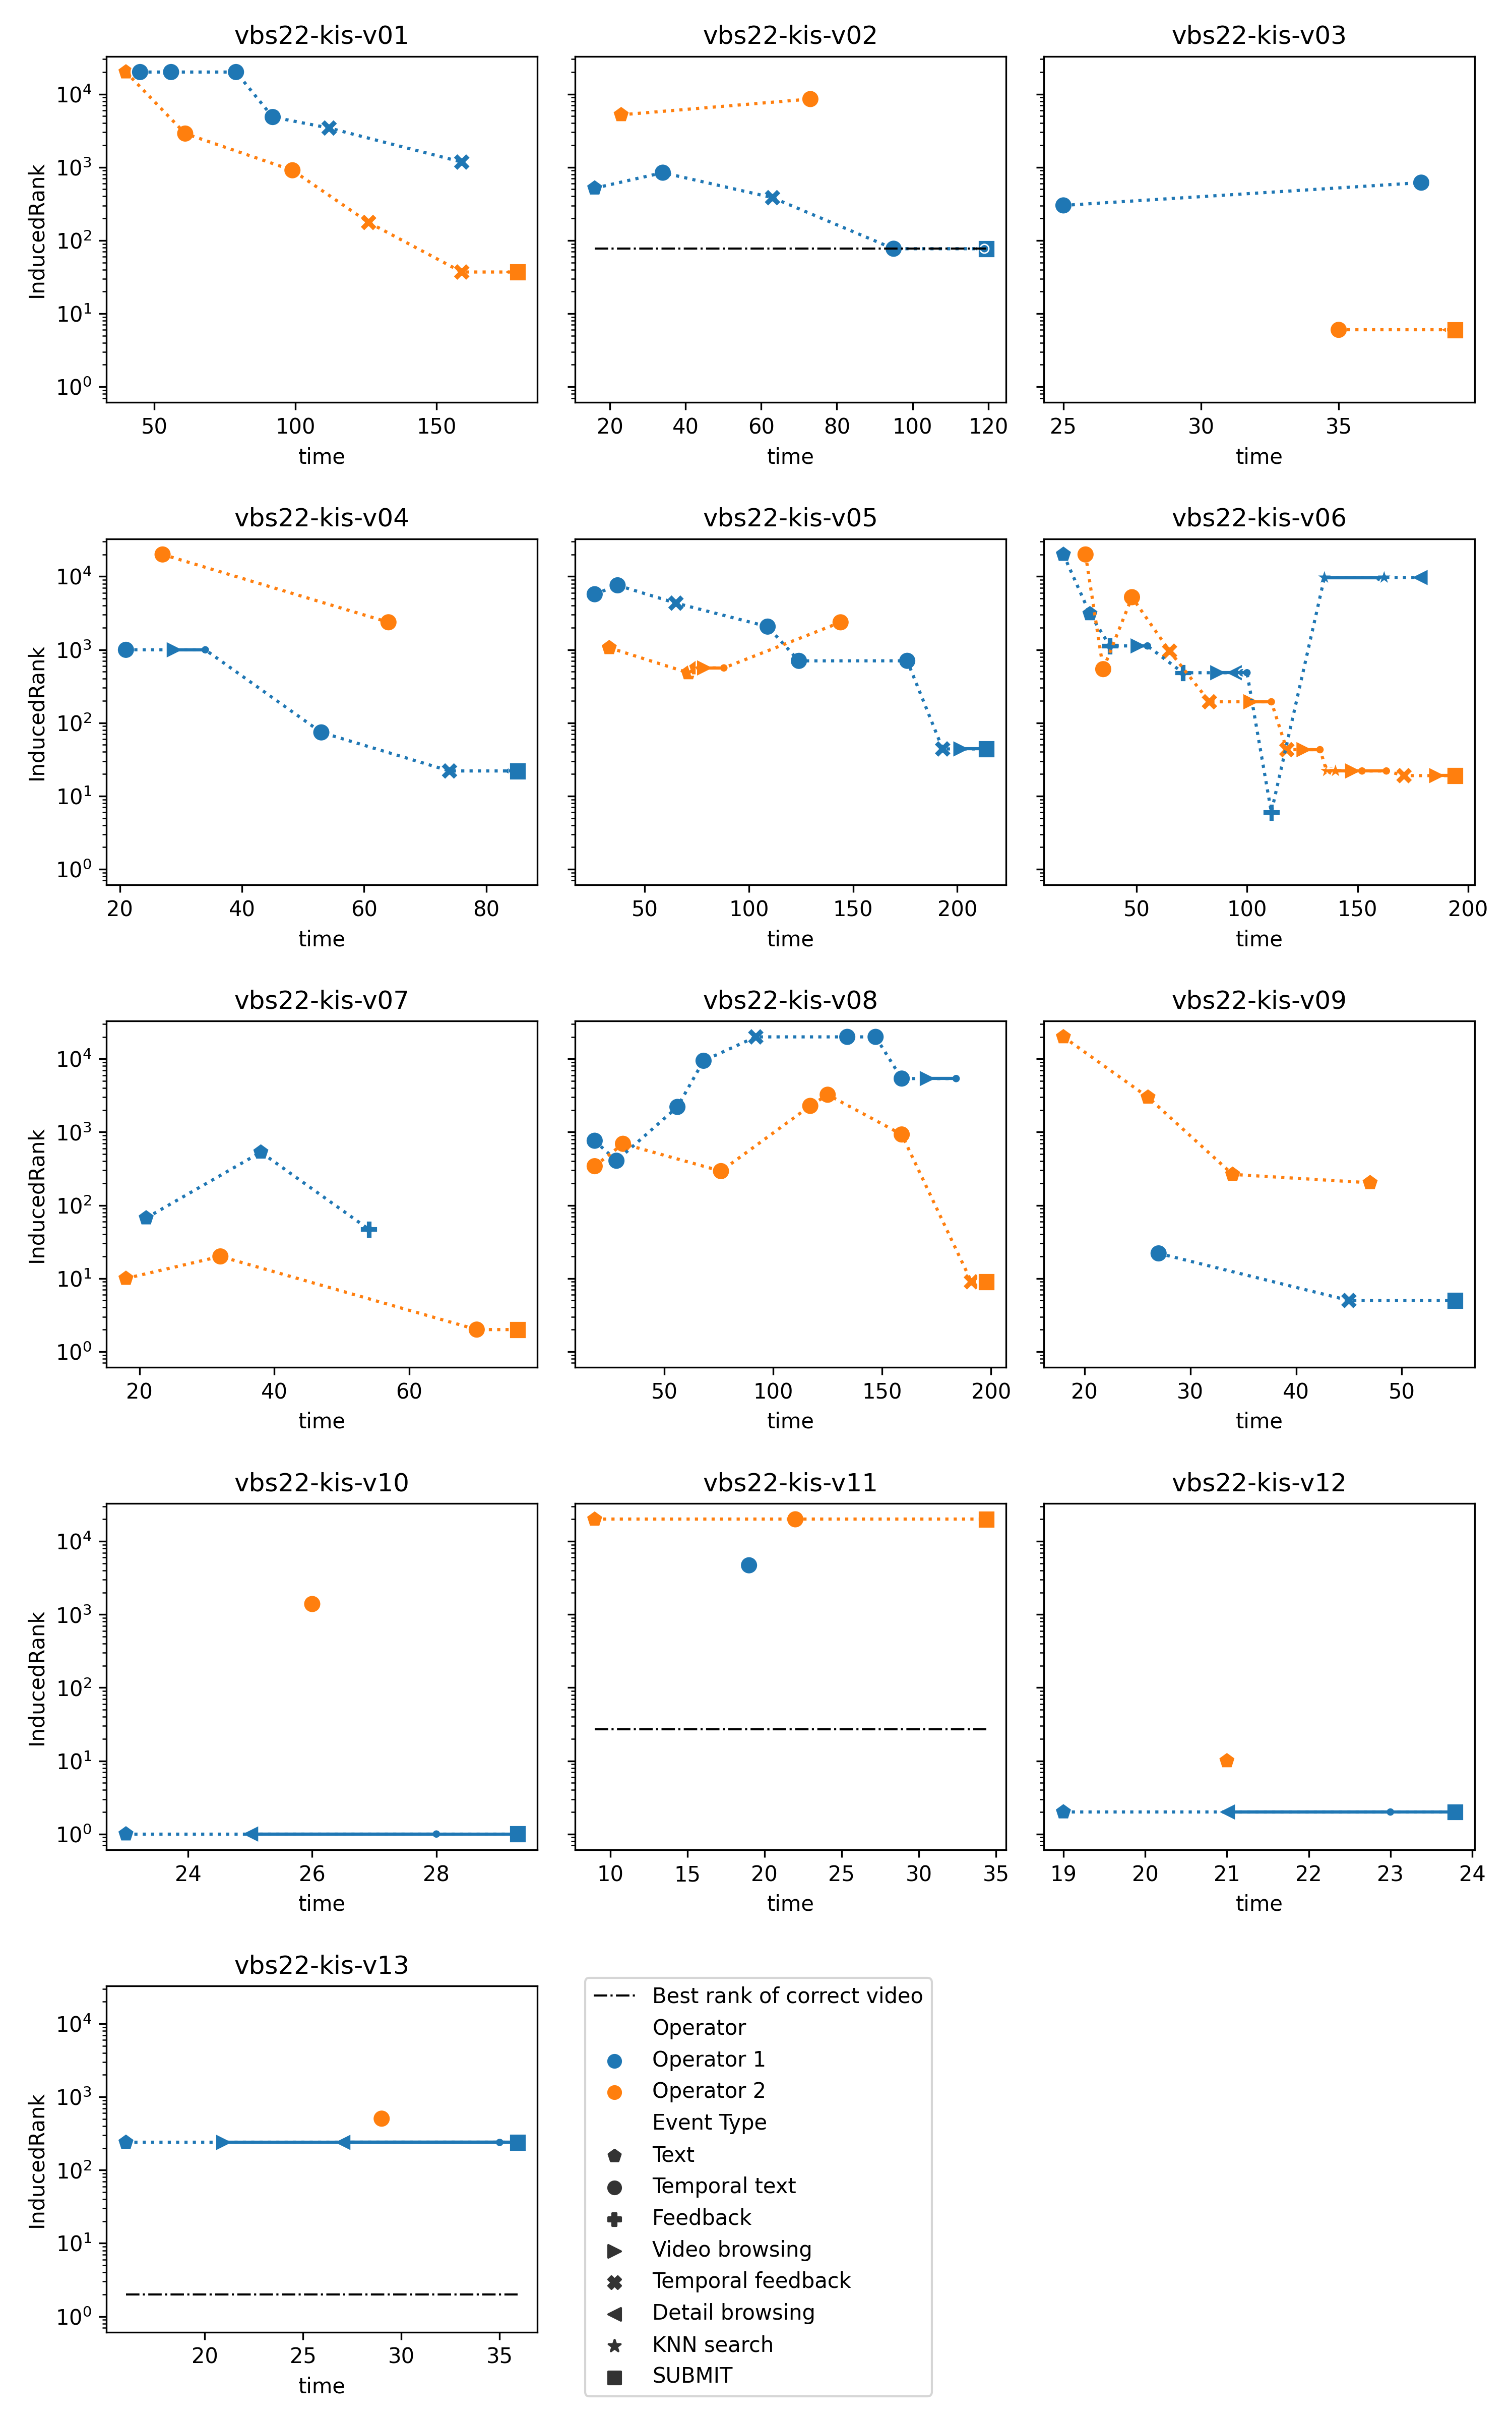 vbs22-kis-v01
vbs22-kis-v02
vbs22-kis-v03
InducedRank
10^4
10^3
10^2
10^1
10^0
50 100 150
20 40 60 80 100 120
25 30 35
time
time
time
vbs22-kis-v04
vbs22-kis-v05
vbs22-kis-v06
InducedRank
10^4
10^3
10^2
10^1
10^0
20 40 60 80
50 100 150 200
50 100 150 200
time
time
time
vbs22-kis-v07
vbs22-kis-v08
vbs22-kis-v09
InducedRank
10^4
10^3
10^2
10^1
10^0
20 40 60
50 100 150 200
20 30 40 50
time
time
time
vbs22-kis-v10
vbs22-kis-v11
vbs22-kis-v12
InducedRank
10^4
10^3
10^2
10^1
10^0
24 26 28
10 15 20 25 30 35
19 20 21 22 23 24
time
time
time
vbs22-kis-v13
InducedRank
10^4
10^3
10^2
10^1
10^0
20 25 30 35
time
Best rank of correct video
Operator
Operator 1
Operator 2
Event Type
Text
Temporal text
Feedback
Video browsing
Temporal feedback
Detail browsing
KNN search
SUBMIT